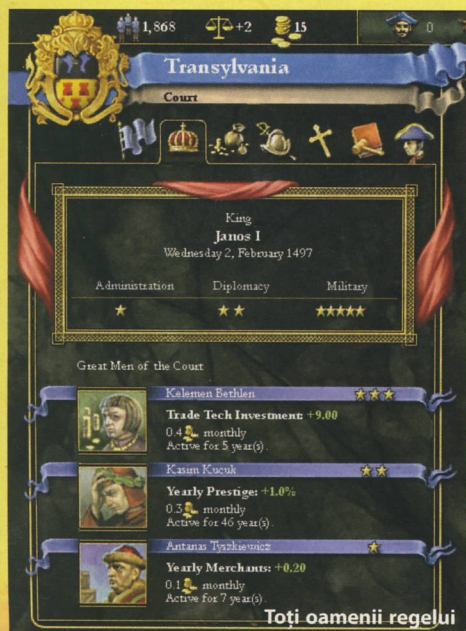 1,868 +2 15 0
Transylvania
Court
King
Janos I
Wednesday 2, February 1497
Administration Diplomacy Military
Great Men of the Court
Kelemen Bethlen
Trade Tech Investment: +9.00
0.4 monthly
Active for 5 year(s).
Kasim Kucuk
Yearly Prestige: +1.0%
0.3 monthly
Active for 46 year(s).
Antanas Tyszkiewicz
Yearly Merchants: +0.20
0.1 monthly
Active for 7 year(s).
Toți oamenii regelui